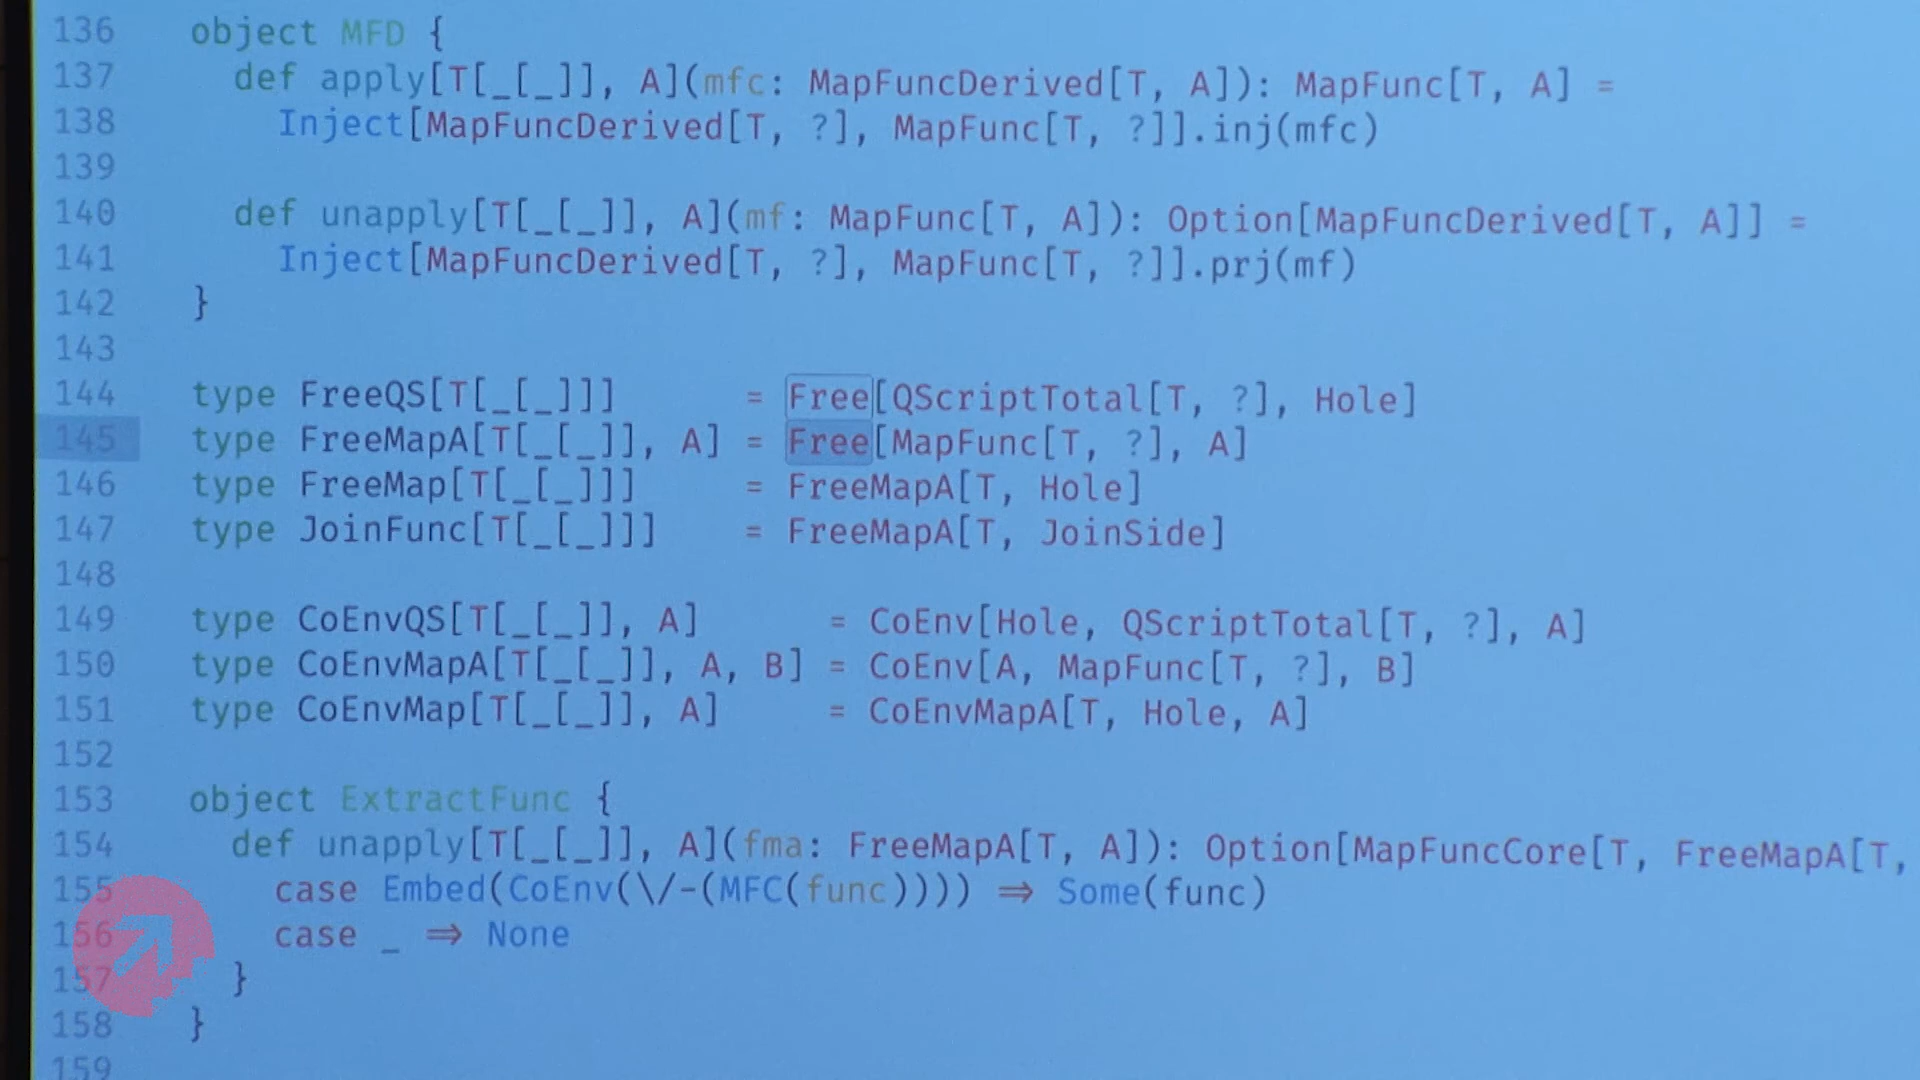 136 object MFD {
137 def apply[T[_[_]], A](mfc: MapFuncDerived[T, A]): MapFunc[T, A] =
138 Inject[MapFuncDerived[T, ?], MapFunc[T, ?]].inj(mfc)
139
140 def unapply[T[_[_]], A](mf: MapFunc[T, A]): Option[MapFuncDerived[T, A]] =
141 Inject[MapFuncDerived[T, ?], MapFunc[T, ?]].prj(mf)
142 }
143
144 type FreeQS[T[_[_]]] = Free[QScriptTotal[T, ?], Hole]
145 type FreeMapA[T[_[_]], A] = Free[MapFunc[T, ?], A]
146 type FreeMap[T[_[_]]] = FreeMapA[T, Hole]
147 type JoinFunc[T[_[_]]] = FreeMapA[T, JoinSide]
148
149 type CoEnvQS[T[_[_]], A] = CoEnv[Hole, QScriptTotal[T, ?], A]
150 type CoEnvMapA[T[_[_]], A, B] = CoEnv[A, MapFunc[T, ?], B]
151 type CoEnvMap[T[_[_]], A] = CoEnvMapA[T, Hole, A]
152
153 object ExtractFunc {
154 def unapply[T[_[_]], A](fma: FreeMapA[T, A]): Option[MapFuncCore[T, FreeMapA[T,
155 case Embed(CoEnv(\/-(MFC(func)))) ⇒ Some(func)
156 case _ ⇒ None
157 }
158 }
159